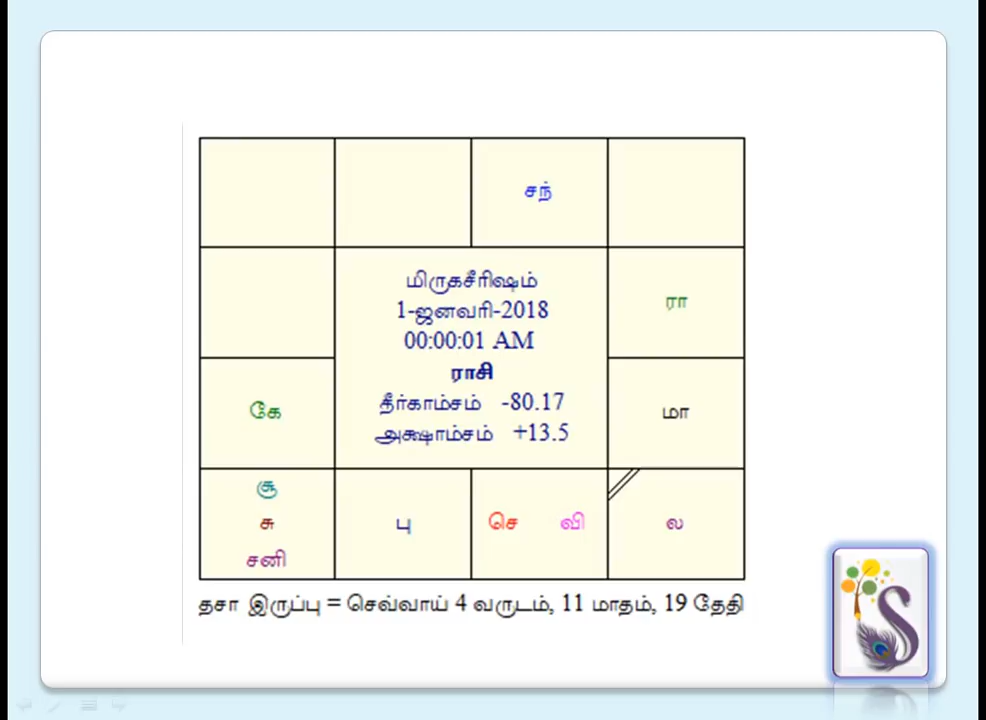 சந்
மிருகசீரிஷம்
1-ஜனவரி-2018
00:00:01 AM
ராசி
தீர்காம்சம் -80.17
அக்ஷாம்சம் +13.5
ரா
கே
மா
சூ
சு
சனி
பு
செ வி
ல
தசா இருப்பு = செவ்வாய் 4 வருடம், 11 மாதம், 19 தேதி
S